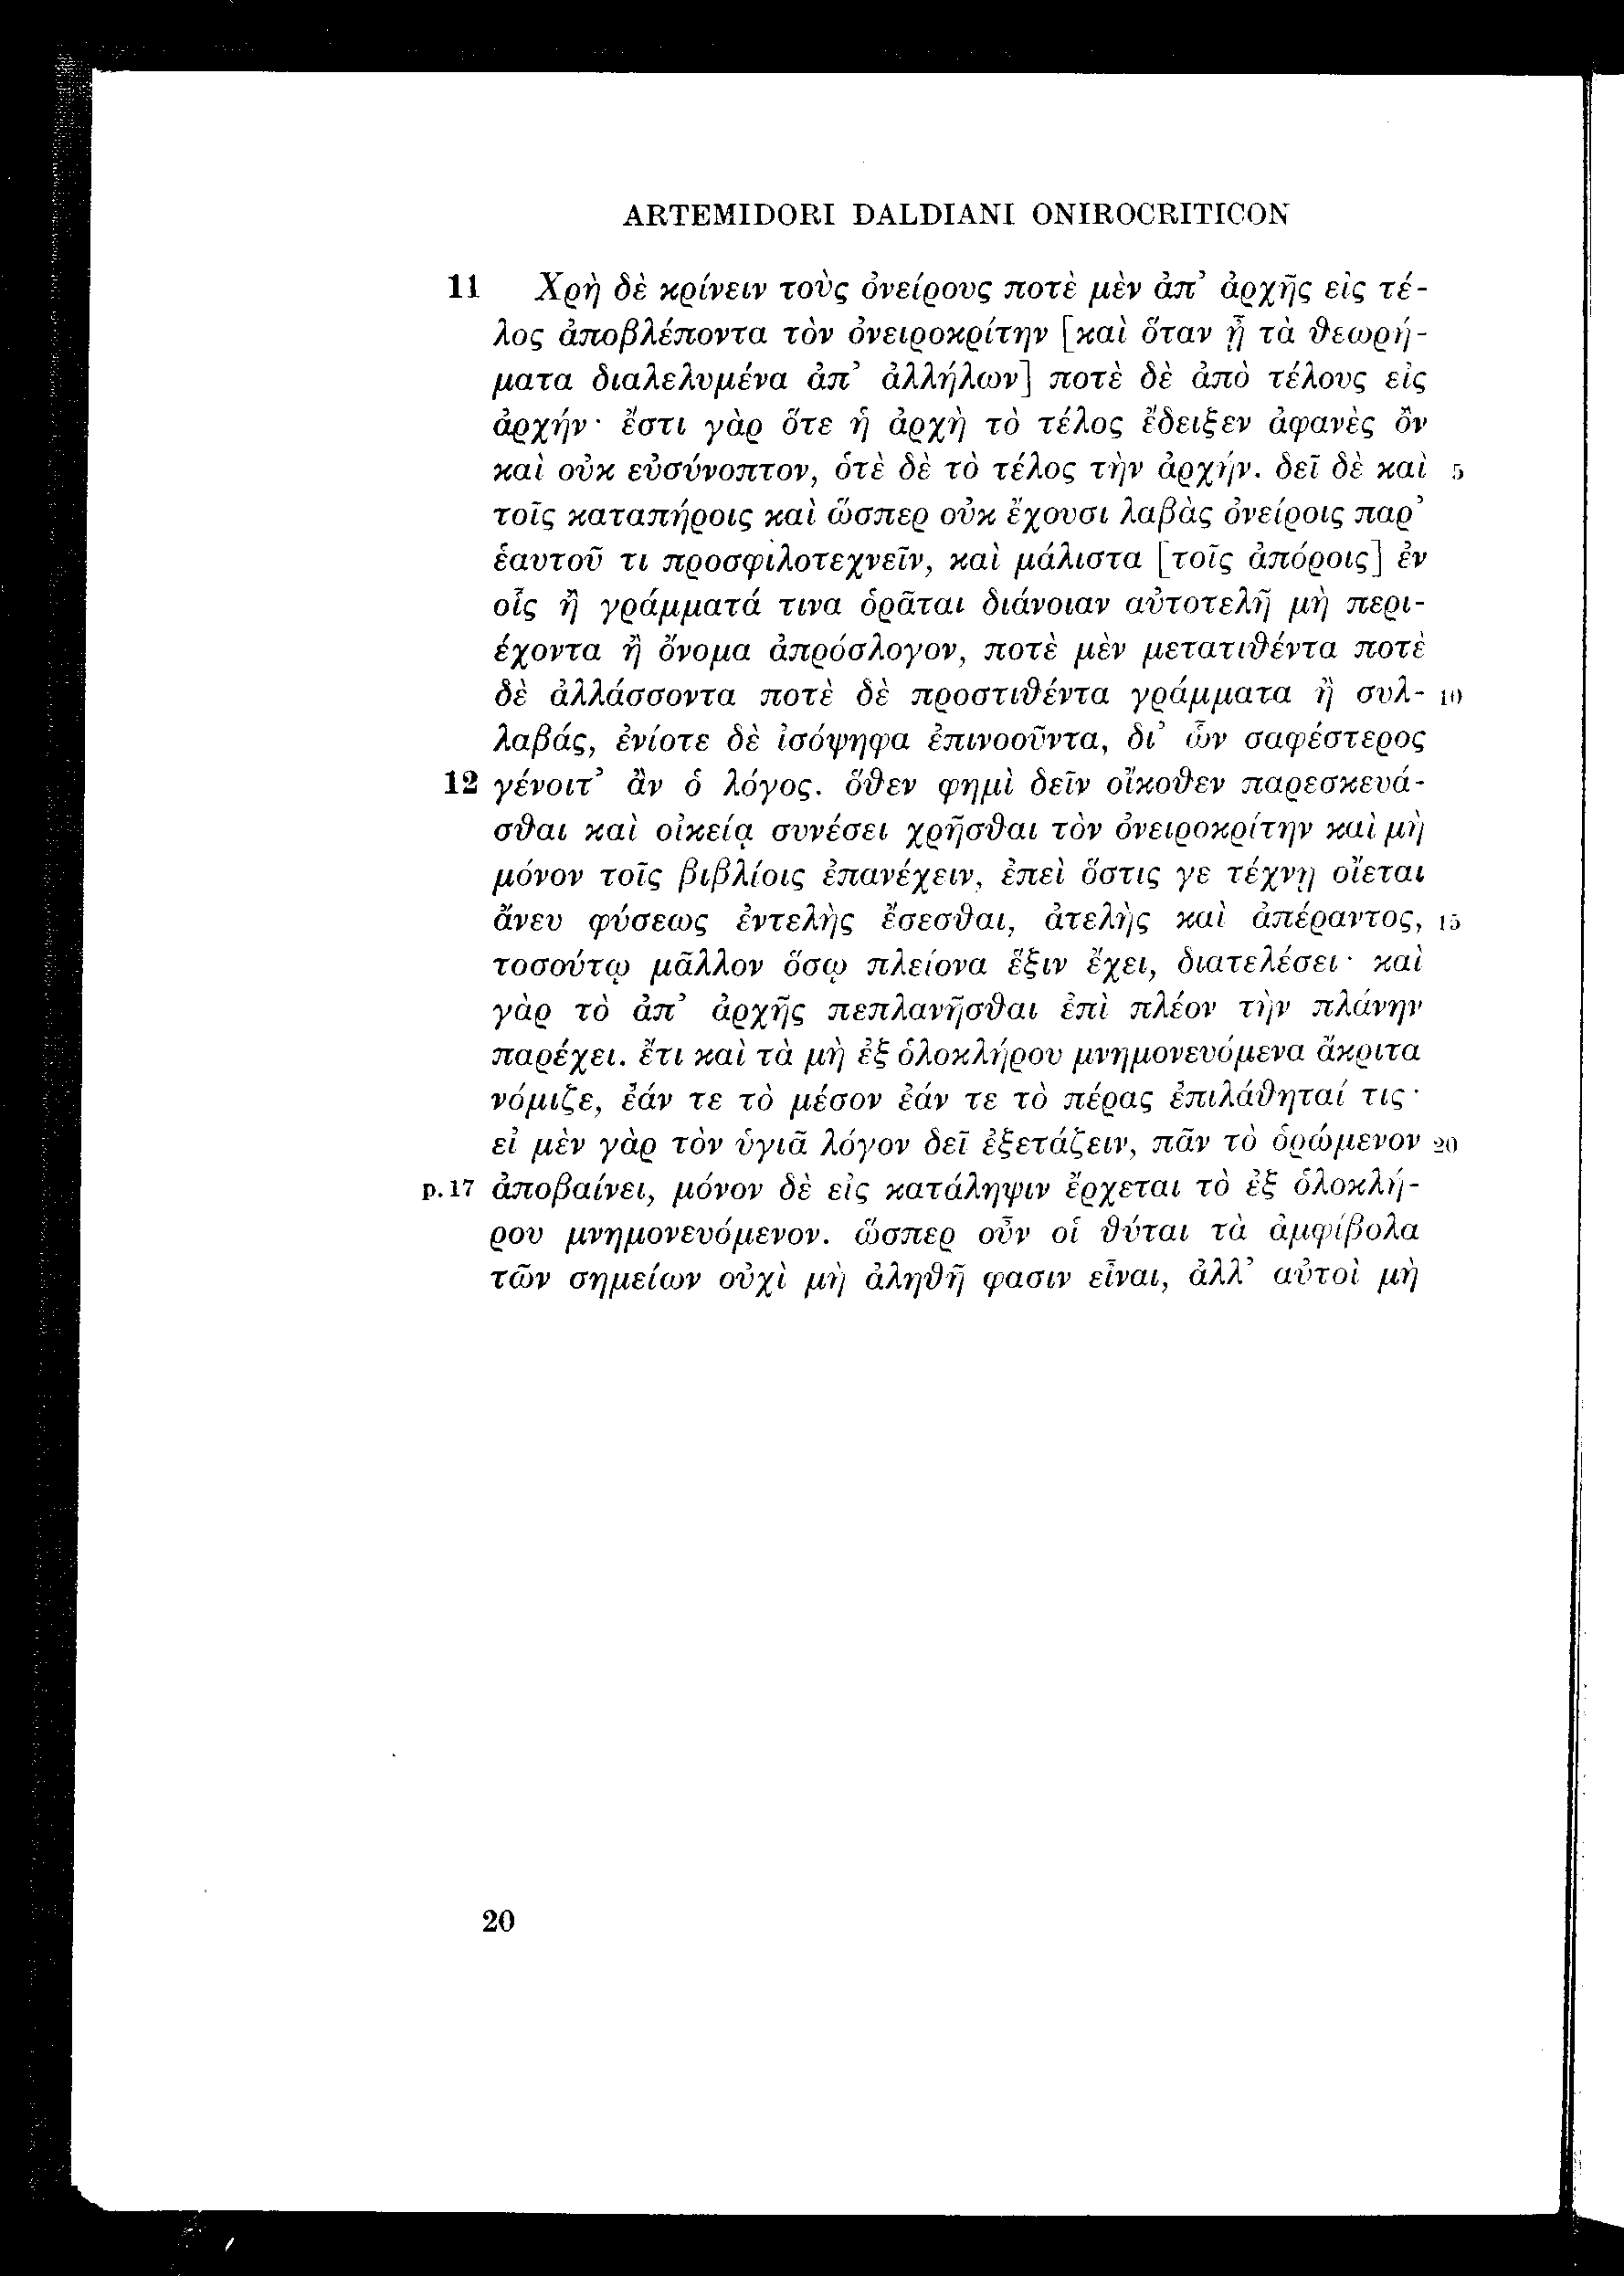 ARTEMIDORI DALDIANI ONIROCRITICON
11 Χρὴ δὲ κρίνειν τοὺς ὀνείρους ποτὲ μὲν ἀπ’ ἀρχῆς εἰς τέ-
λος ἀποβλέποντα τὸν ὀνειροκρίτην [καὶ ὅταν ᾖ τὰ θεωρή-
ματα διαλελυμένα ἀπ’ ἀλλήλων] ποτὲ δὲ ἀπὸ τέλους εἰς
ἀρχήν· ἔστι γὰρ ὅτε ἡ ἀρχὴ τὸ τέλος ἔδειξεν ἀφανὲς ὂν
καὶ οὐκ εὐσύνοπτον, ὁτὲ δὲ τὸ τέλος τὴν ἀρχήν. δεῖ δὲ καὶ 5
τοῖς καταπήροις καὶ ὥσπερ οὐκ ἔχουσι λαβὰς ὀνείροις παρ’
ἑαυτοῦ τι προσφιλοτεχνεῖν, καὶ μάλιστα [τοῖς ἀπόροις] ἐν
οἷς ἢ γράμματά τινα ὁρᾶται διάνοιαν αὐτοτελῆ μὴ περι-
έχοντα ἢ ὄνομα ἀπρόσλογον, ποτὲ μὲν μετατιθέντα ποτὲ
δὲ ἀλλάσσοντα ποτὲ δὲ προστιθέντα γράμματα ἢ συλ- 10
λαβάς, ἐνίοτε δὲ ἰσόψηφα ἐπινοοῦντα, δι’ ὧν σαφέστερος
12 γένοιτ’ ἂν ὁ λόγος. ὅθεν φημὶ δεῖν οἴκοθεν παρεσκευά-
σθαι καὶ οἰκείᾳ συνέσει χρῆσθαι τὸν ὀνειροκρίτην καὶ μὴ
μόνον τοῖς βιβλίοις ἐπανέχειν, ἐπεὶ ὅστις γε τέχνῃ οἴεται
ἄνευ φύσεως ἐντελὴς ἔσεσθαι, ἀτελὴς καὶ ἀπέραντος, 15
τοσούτῳ μᾶλλον ὅσῳ πλείονα ἕξιν ἔχει, διατελέσει· καὶ
γὰρ τὸ ἀπ’ ἀρχῆς πεπλανῆσθαι ἐπὶ πλέον τὴν πλάνην
παρέχει. ἔτι καὶ τὰ μὴ ἐξ ὁλοκλήρου μνημονευόμενα ἄκριτα
νόμιζε, ἐάν τε τὸ μέσον ἐάν τε τὸ πέρας ἐπιλάθηταί τις·
εἰ μὲν γὰρ τὸν ὑγιᾶ λόγον δεῖ ἐξετάζειν, πᾶν τὸ ὁρώμενον 20
p.17 ἀποβαίνει, μόνον δὲ εἰς κατάληψιν ἔρχεται τὸ ἐξ ὁλοκλή-
ρου μνημονευόμενον. ὥσπερ οὖν οἱ θύται τὰ ἀμφίβολα
τῶν σημείων οὐχὶ μὴ ἀληθῆ φασιν εἶναι, ἀλλ’ αὐτοὶ μὴ
20